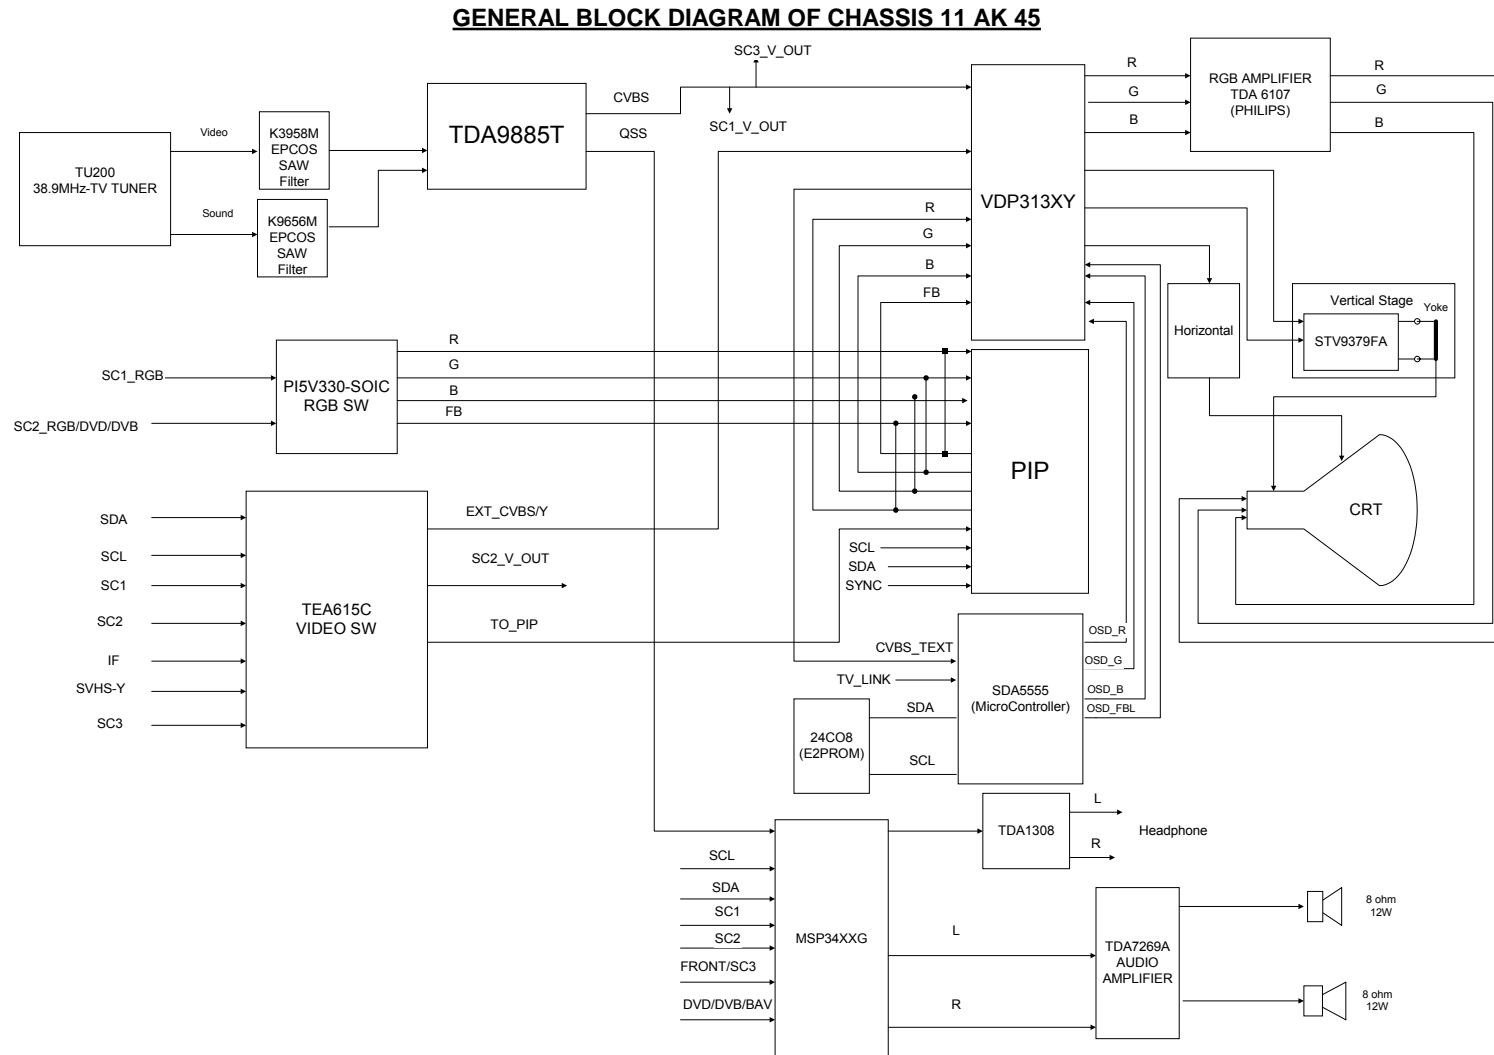 GENERAL BLOCK DIAGRAM OF CHASSIS 11 AK 45
SC3_V_OUT
CVBS
QSS
SC1_V_OUT
TU200
38.9MHz-TV TUNER
Video
Sound
K3958M
EPCOS
SAW
Filter
K9656M
EPCOS
SAW
Filter
TDA9885T
VDP313XY
R
G
B
FB
R
G
B
RGB AMPLIFIER
TDA 6107
(PHILIPS)
R
G
B
Horizontal
Vertical Stage
Yoke
STV9379FA
CRT
SC1_RGB
SC2_RGB/DVD/DVB
PI5V330-SOIC
RGB SW
R
G
B
FB
PIP
SDA
SCL
SC1
SC2
IF
SVHS-Y
SC3
TEA615C
VIDEO SW
EXT_CVBS/Y
SC2_V_OUT
TO_PIP
SCL
SDA
SYNC
CVBS_TEXT
TV_LINK
SDA
SCL
24CO8
(E2PROM)
SDA5555
(MicroController)
OSD_R
OSD_G
OSD_B
OSD_FBL
TDA1308
L
R
Headphone
SCL
SDA
SC1
SC2
FRONT/SC3
DVD/DVB/BAV
MSP34XXG
L
R
TDA7269A
AUDIO
AMPLIFIER
8 ohm
12W
8 ohm
12W